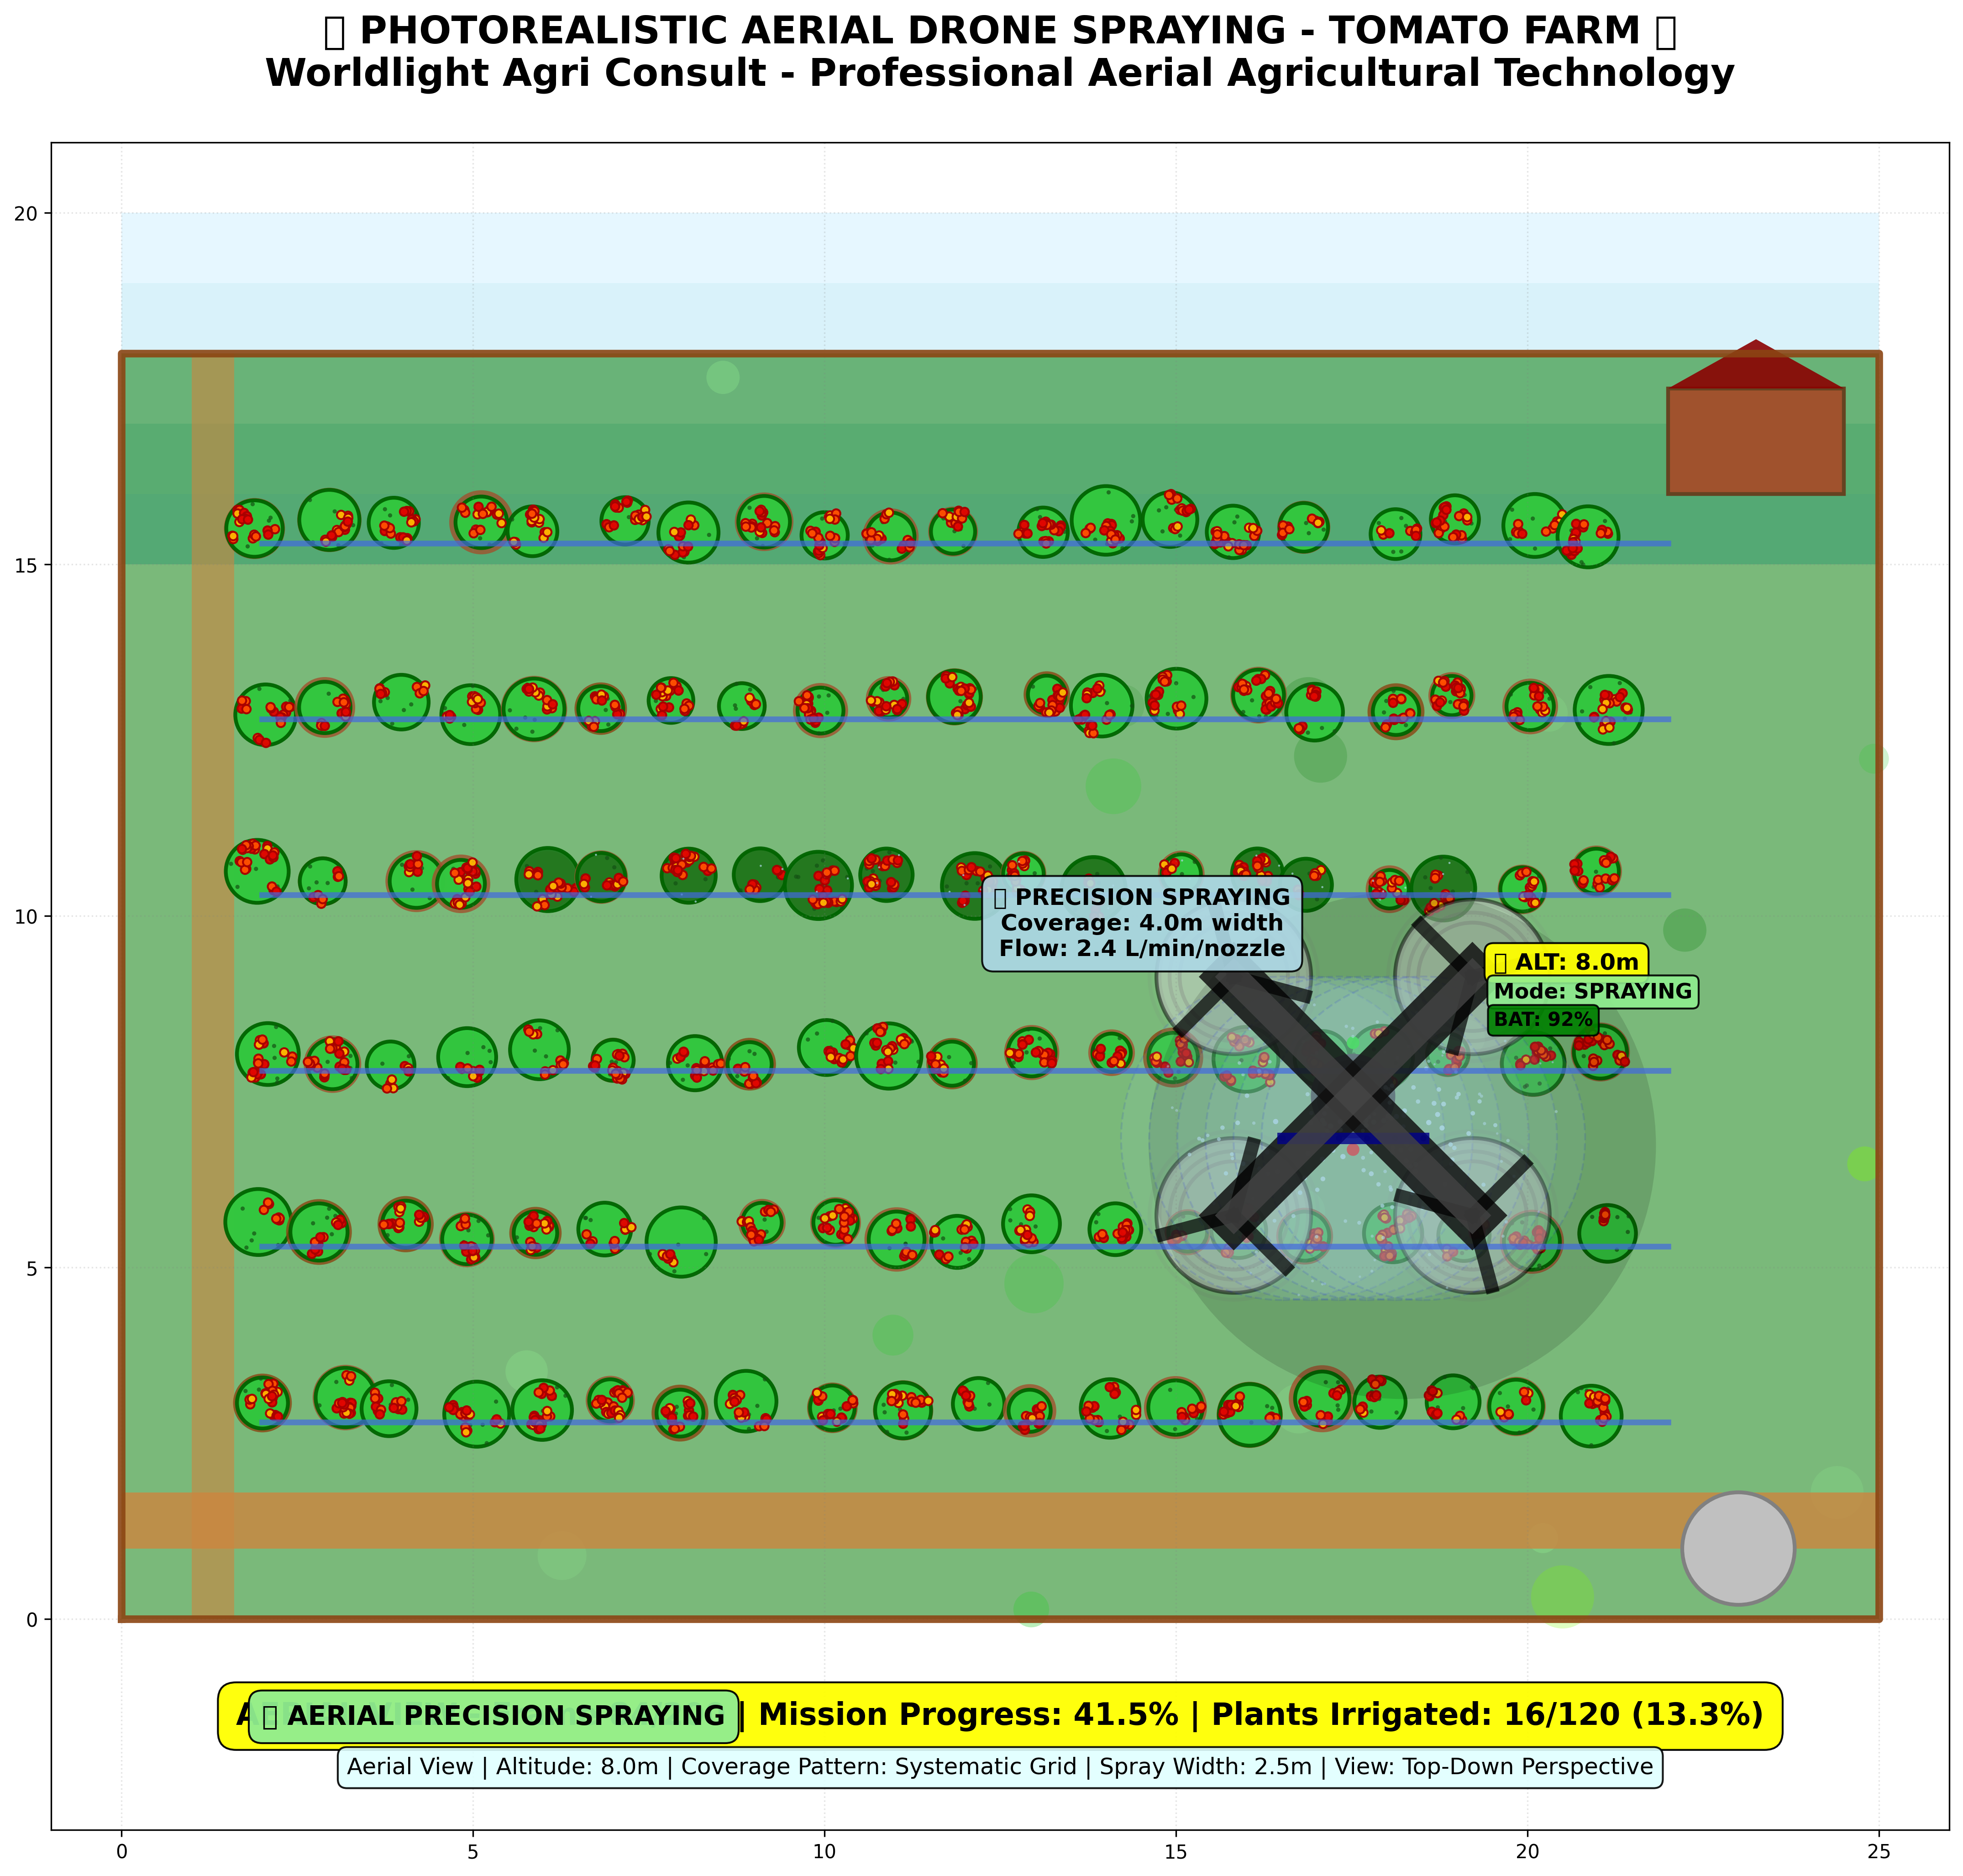 PHOTOREALISTIC AERIAL DRONE SPRAYING - TOMATO FARM
Worldlight Agri Consult - Professional Aerial Agricultural Technology
20
15
10
5
0
PRECISION SPRAYING
Coverage: 4.0m width
Flow: 2.4 L/min/nozzle
ALT: 8.0m
Mode: SPRAYING
BAT: 92%
0
5
10
15
20
25
AERIAL PRECISION SPRAYING | Mission Progress: 41.5% | Plants Irrigated: 16/120 (13.3%)
Aerial View | Altitude: 8.0m | Coverage Pattern: Systematic Grid | Spray Width: 2.5m | View: Top-Down Perspective